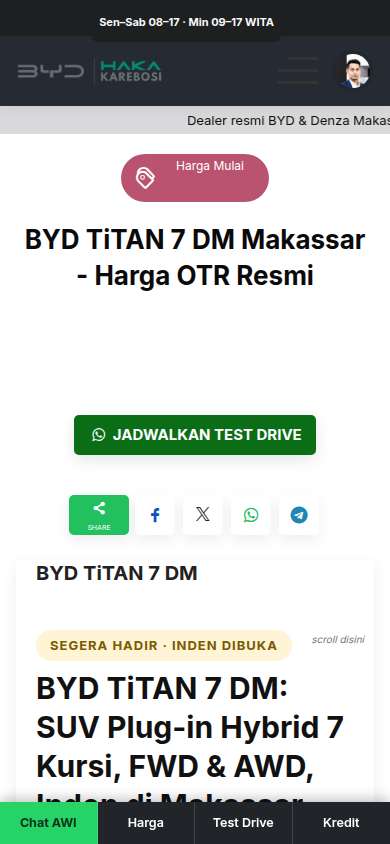 Sen–Sab 08–17 · Min 09–17 WITA
BYD HAKA
KAREBOSI
Dealer resmi BYD & Denza Makas
Harga Mulai
BYD TiTAN 7 DM Makassar
- Harga OTR Resmi
JADWALKAN TEST DRIVE
SHARE
BYD TiTAN 7 DM
SEGERA HADIR · INDEN DIBUKA
scroll disini
BYD TiTAN 7 DM:
SUV Plug-in Hybrid 7
Kursi, FWD & AWD,
Inden di Makassar
Chat AWI
Harga
Test Drive
Kredit